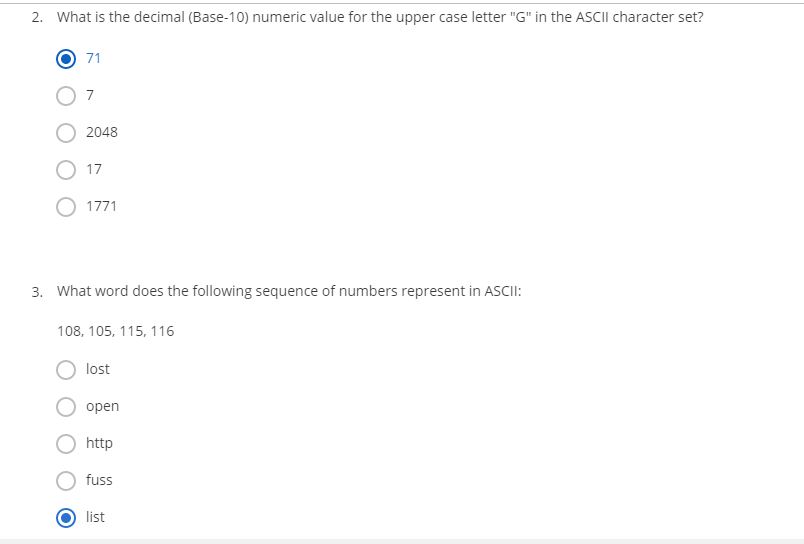 2. What is the decimal (Base-10) numeric value for the upper case letter "G" in the ASCII character set?
71
7
2048
17
1771
3. What word does the following sequence of numbers represent in ASCII:
108, 105, 115, 116
lost
open
http
fuss
list